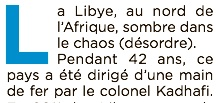 La Libye, au nord de
l'Afrique, sombre dans
le chaos (désordre).
Pendant 42 ans, ce
pays a été dirigé d'une main
de fer par le colonel Kadhafi.